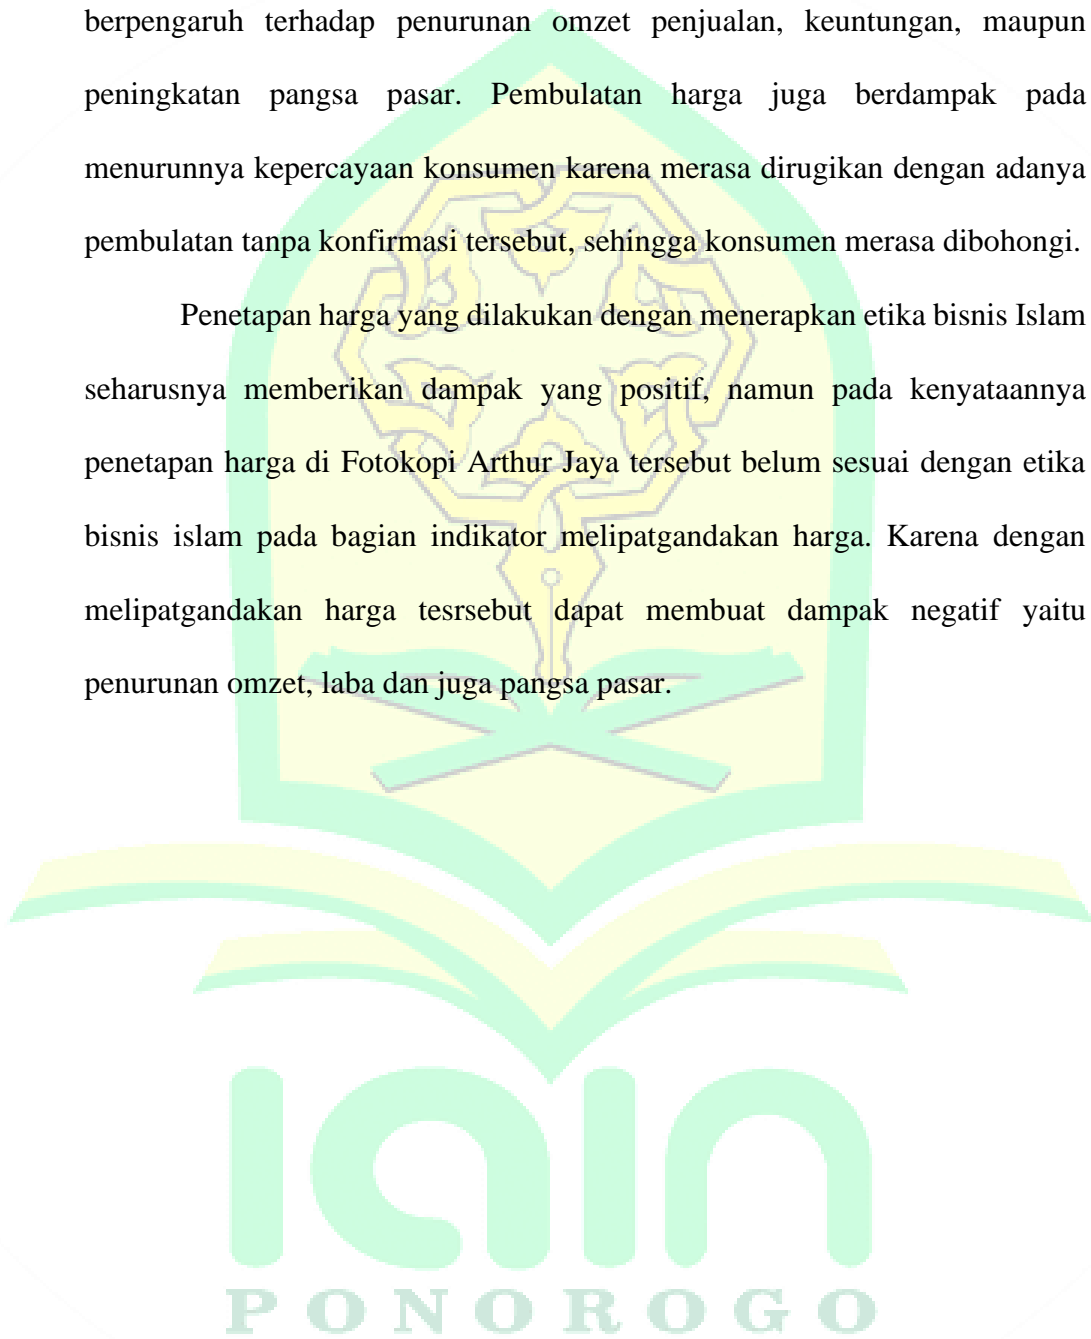 berpengaruh terhadap penurunan omzet penjualan, keuntungan, maupun
peningkatan pangsa pasar. Pembulatan harga juga berdampak pada
menurunnya kepercayaan konsumen karena merasa dirugikan dengan adanya
pembulatan tanpa konfirmasi tersebut, sehingga konsumen merasa dibohongi.
Penetapan harga yang dilakukan dengan menerapkan etika bisnis Islam
seharusnya memberikan dampak yang positif, namun pada kenyataannya
penetapan harga di Fotokopi Arthur Jaya tersebut belum sesuai dengan etika
bisnis islam pada bagian indikator melipatgandakan harga. Karena dengan
melipatgandakan harga tesrsebut dapat membuat dampak negatif yaitu
penurunan omzet, laba dan juga pangsa pasar.
iain
PONOROGO